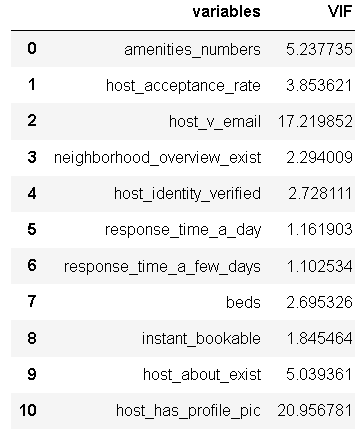 variables VIF
0 amenities_numbers 5.237735
1 host_acceptance_rate 3.853621
2 host_v_email 17.219852
3 neighborhood_overview_exist 2.294009
4 host_identity_verified 2.728111
5 response_time_a_day 1.161903
6 response_time_a_few_days 1.102534
7 beds 2.695326
8 instant_bookable 1.845464
9 host_about_exist 5.039361
10 host_has_profile_pic 20.956781